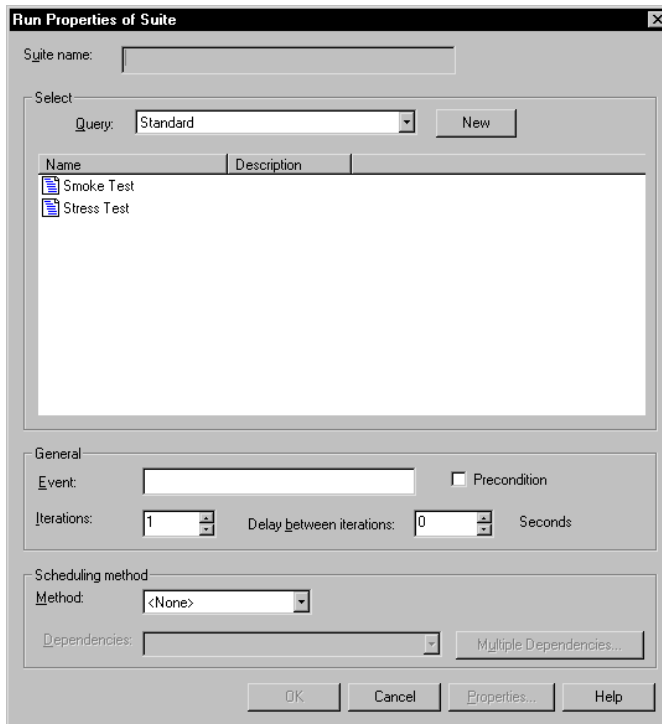 Run Properties of Suite
Suite name:
Select
Query: Standard New
Name Description
Smoke Test
Stress Test
General
Event: Precondition
Iterations: 1 Delay between iterations: 0 Seconds
Scheduling method
Method: <None>
Dependencies: Multiple Dependencies...
OK Cancel Properties... Help